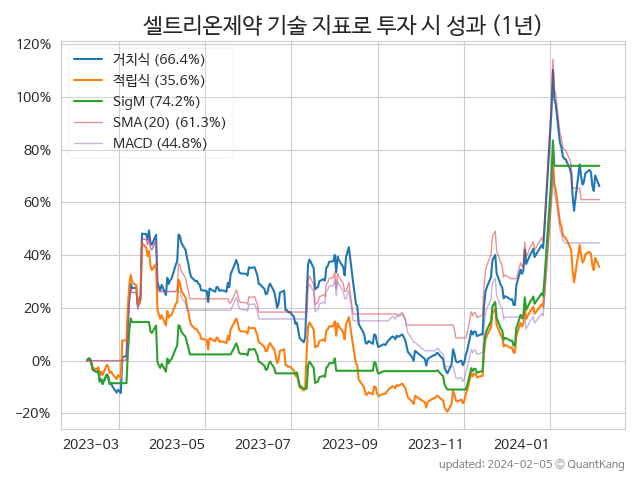 셀트리온제약 기술 지표로 투자 시 성과 (1년)
120%
100%
80%
60%
40%
20%
0%
−20%
거치식 (66.4%)
적립식 (35.6%)
SigM (74.2%)
SMA(20) (61.3%)
MACD (44.8%)
2023-03
2023-05
2023-07
2023-09
2023-11
2024-01
updated: 2024-02-05 © QuantKang